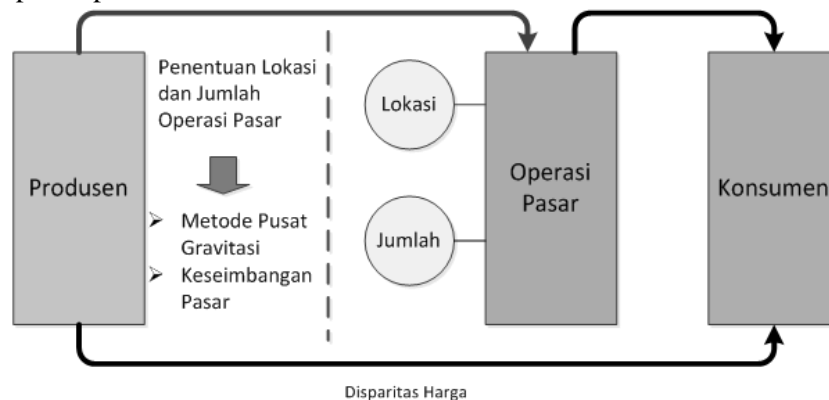 Produsen
Penentuan Lokasi
dan Jumlah
Operasi Pasar
➢ Metode Pusat
Gravitasi
➢ Keseimbangan
Pasar
Lokasi
Jumlah
Operasi
Pasar
Konsumen
Disparitas Harga